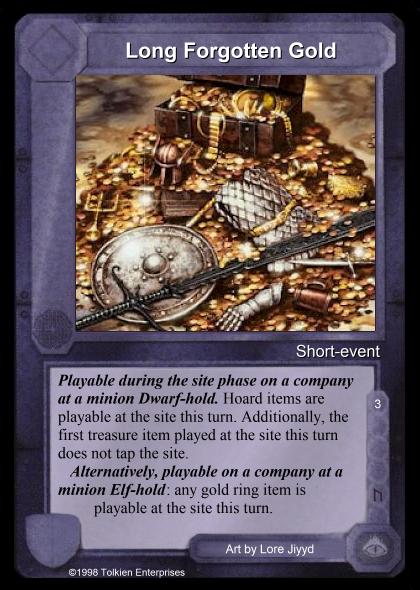 Long Forgotten Gold
Short-event
Playable during the site phase on a company
at a minion Dwarf-hold. Hoard items are
playable at the site this turn. Additionally, the
first treasure item played at the site this turn
does not tap the site.
Alternatively, playable on a company at a
minion Elf-hold: any gold ring item is
playable at the site this turn.
3
Art by Lore Jiyyd
©1998 Tolkien Enterprises